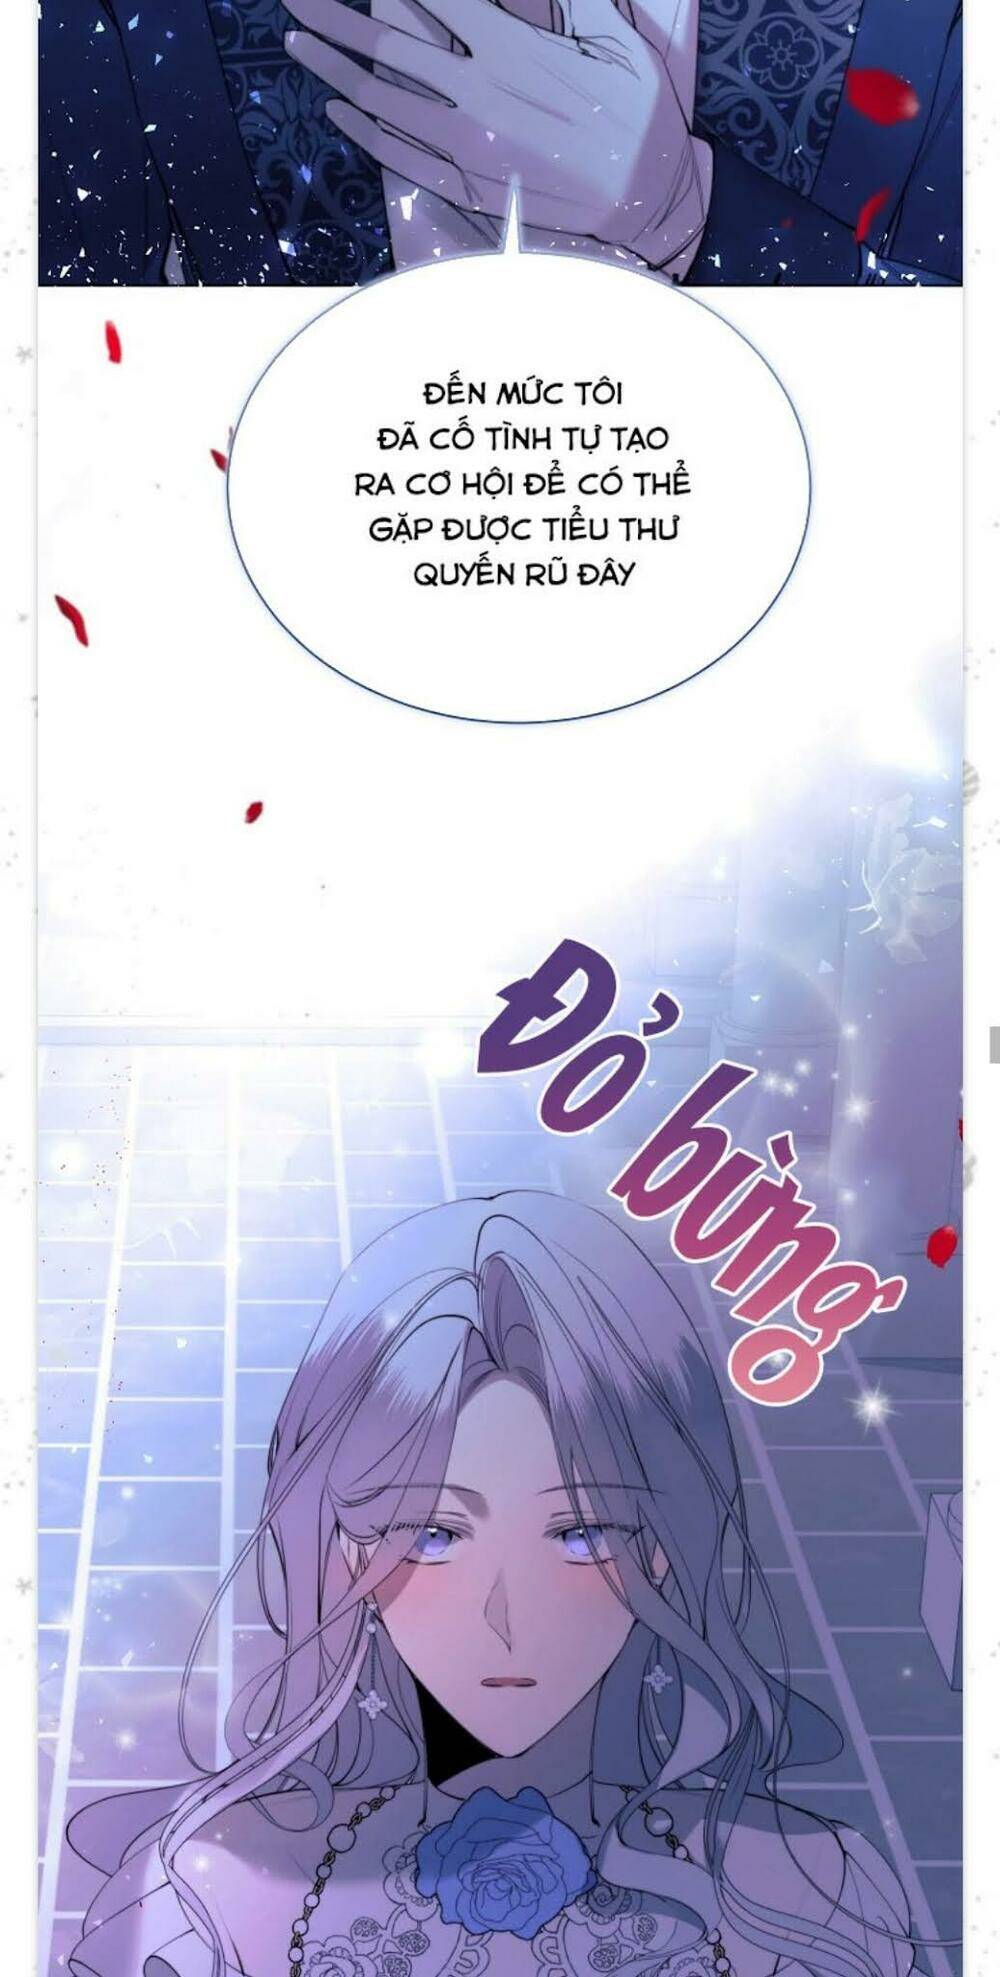 ĐẾN MỨC TÔI
ĐÃ CỐ TÌNH TỰ TẠO
RA CƠ HỘI ĐỂ CÓ THỂ
GẶP ĐƯỢC TIỂU THƯ
QUYẾN RŨ ĐÂY
Đỏ
bừng